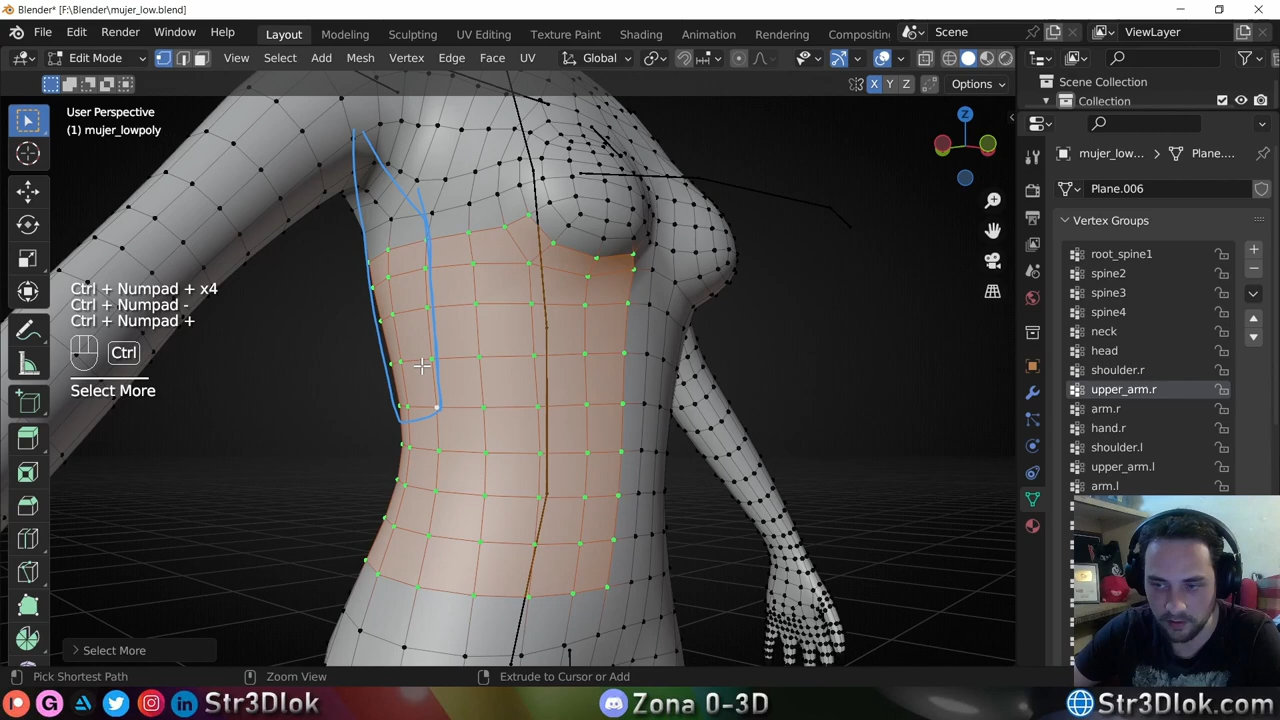 Blender* [F:\Blender\mujer_low.blend]
File Edit Render Window Help Layout Modeling Sculpting UV Editing Texture Paint Shading Animation Rendering Compositing Scene ViewLayer
Edit Mode View Select Add Mesh Vertex Edge Face UV Global
X Y Z Options
Scene Collection
Collection
User Perspective
(1) mujer_lowpoly
Z
mujer_low... > Plane....
Plane.006
Vertex Groups
root_spine1
spine2
spine3
spine4
neck
head
shoulder.r
upper_arm.r
arm.r
hand.r
shoulder.l
upper_arm.l
arm.l
Ctrl + Numpad + x4
Ctrl + Numpad -
Ctrl + Numpad +
Ctrl
Select More
> Select More
Pick Shortest Path Zoom View Extrude to Cursor or Add
Str3Dlok Zona 0-3D Str3Dlok.com